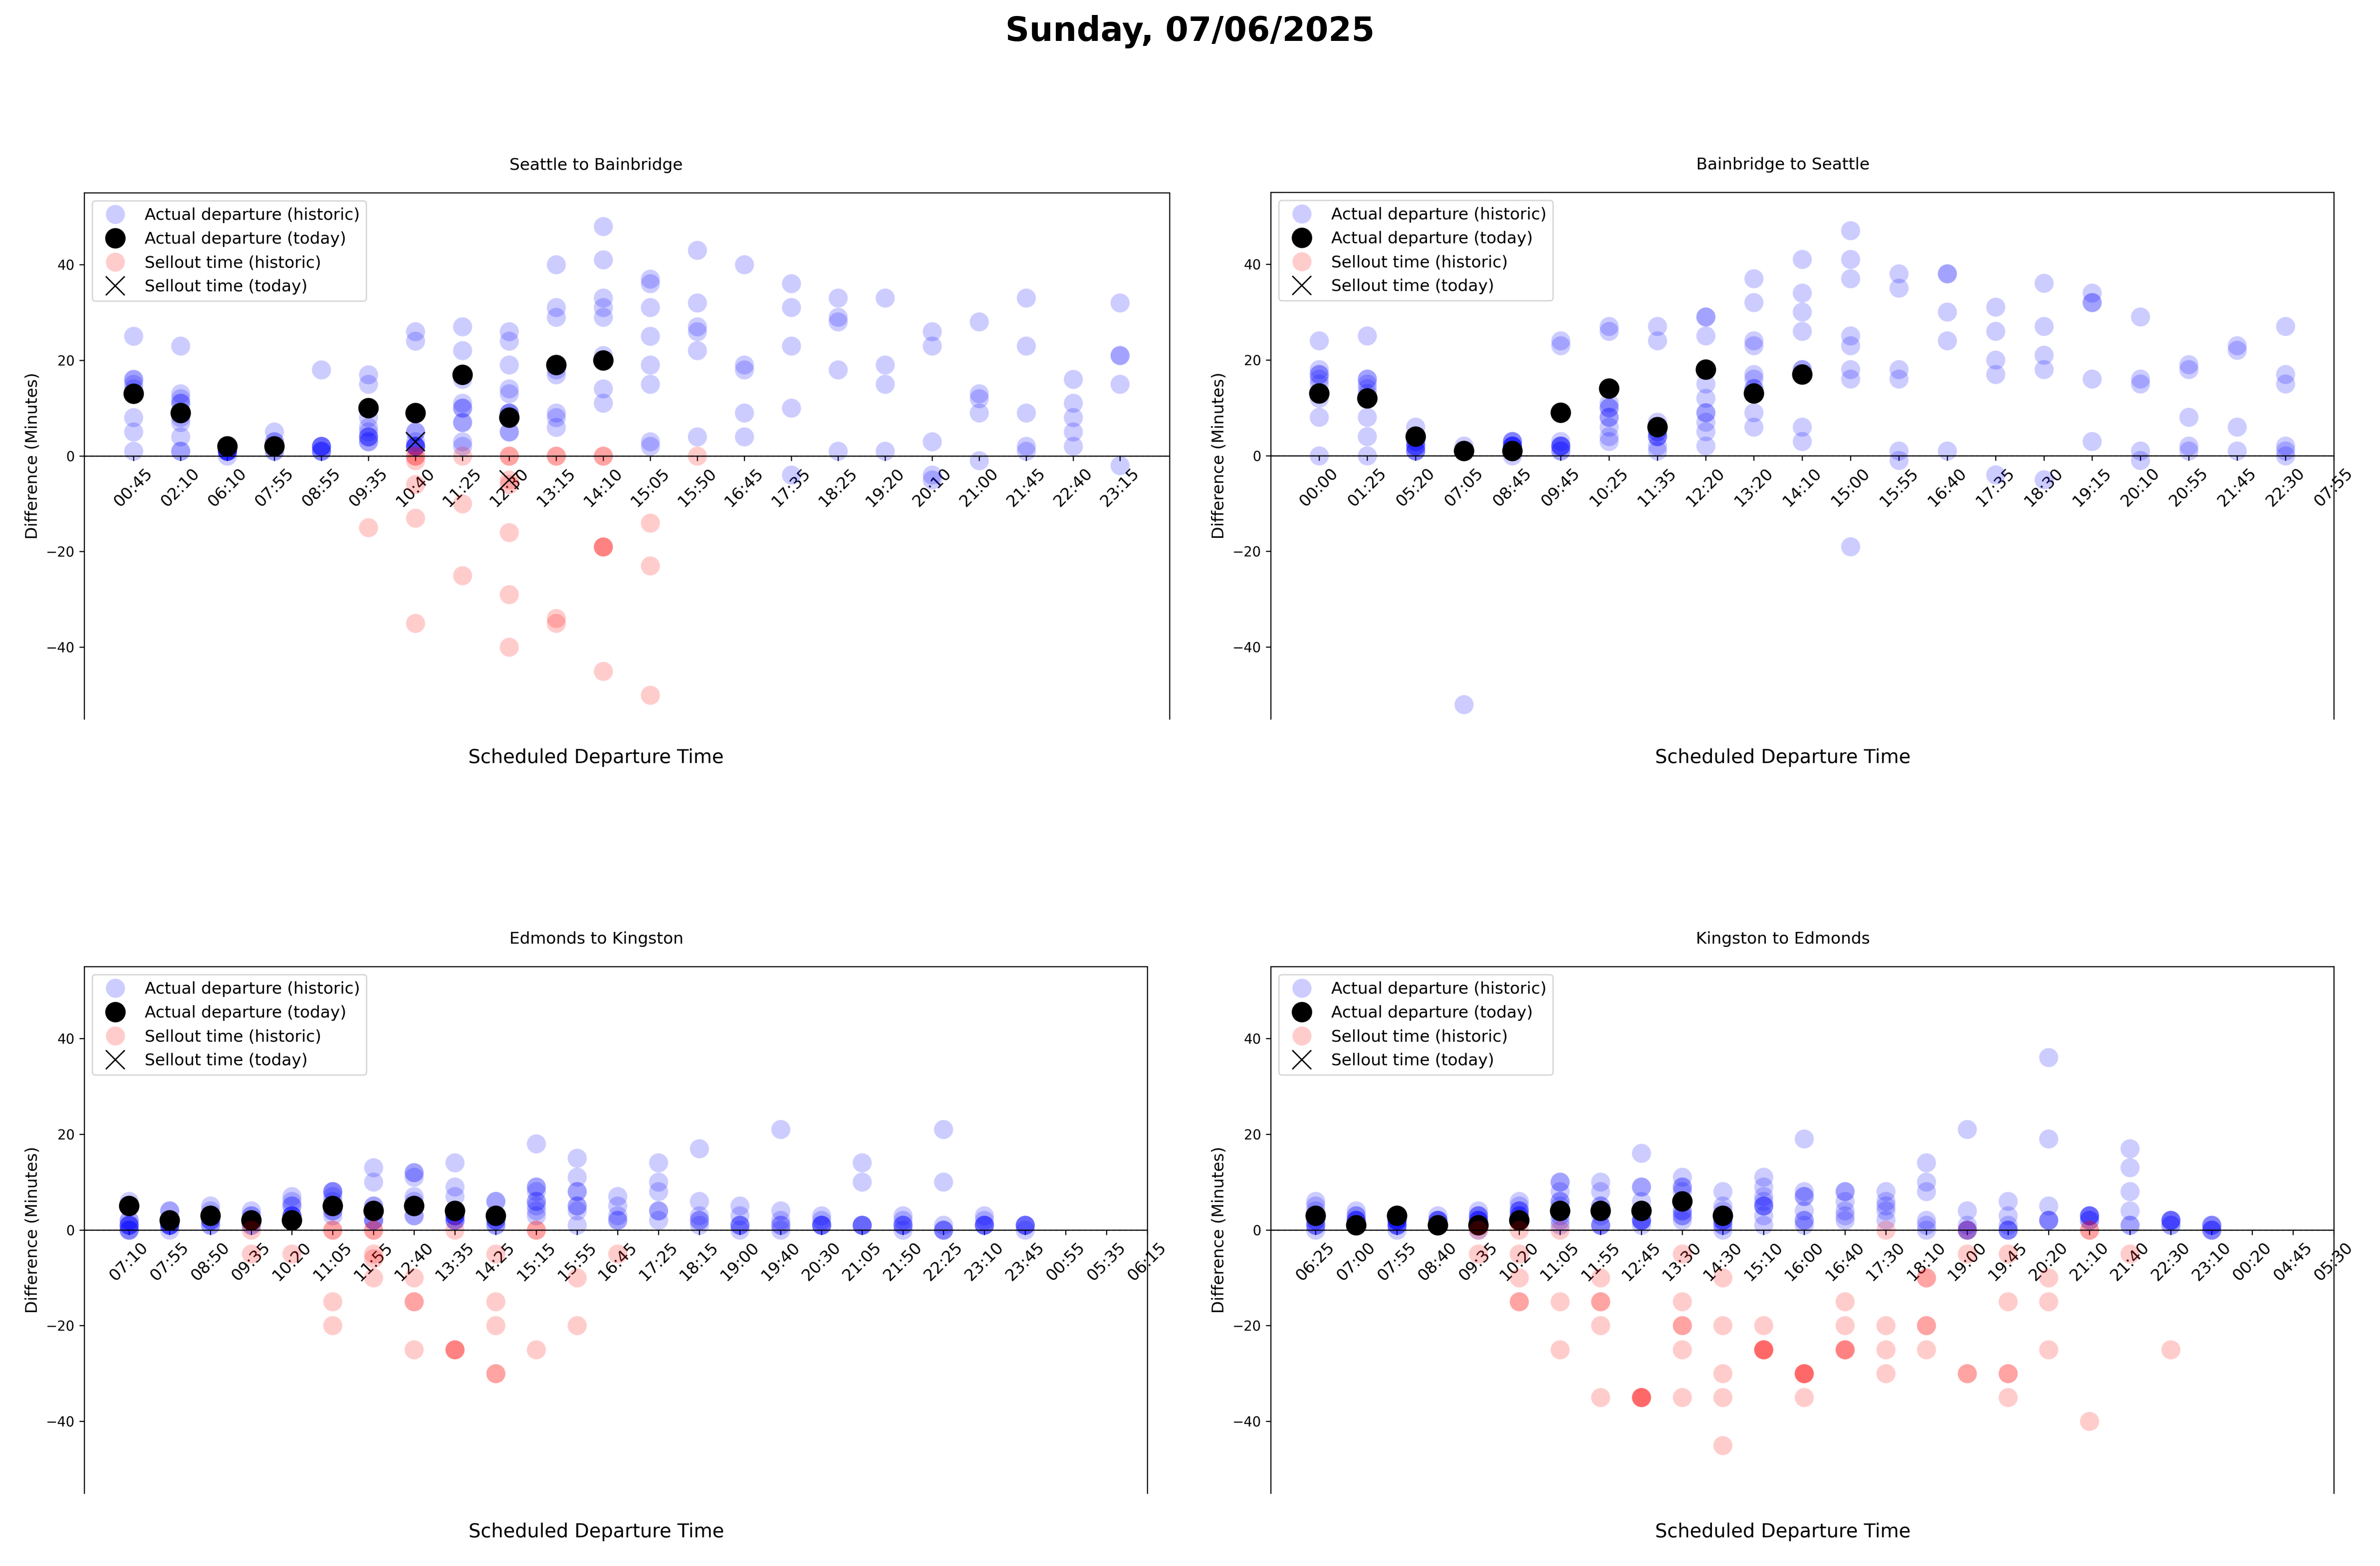 Sunday, 07/06/2025
Seattle to Bainbridge
Actual departure (historic)
Actual departure (today)
Sellout time (historic)
Sellout time (today)
Difference (Minutes)
40
20
0
−20
−40
00:45 02:10 06:10 07:55 08:55 09:35 10:40 11:25 12:30 13:15 14:10 15:05 15:50 16:45 17:35 18:25 19:20 20:10 21:00 21:45 22:40 23:15
Scheduled Departure Time
Bainbridge to Seattle
Actual departure (historic)
Actual departure (today)
Sellout time (historic)
Sellout time (today)
Difference (Minutes)
40
20
0
−20
−40
00:00 01:25 05:20 07:05 08:45 09:45 10:25 11:35 12:20 13:20 14:10 15:00 15:55 16:40 17:35 18:30 19:15 20:10 20:55 21:45 22:30 07:55
Scheduled Departure Time
Edmonds to Kingston
Actual departure (historic)
Actual departure (today)
Sellout time (historic)
Sellout time (today)
Difference (Minutes)
40
20
0
−20
−40
07:10 07:55 08:50 09:35 10:20 11:05 11:55 12:40 13:35 14:25 15:15 15:55 16:45 17:25 18:15 19:00 19:40 20:30 21:05 21:50 22:25 23:10 23:45 00:55 05:35 06:15
Scheduled Departure Time
Kingston to Edmonds
Actual departure (historic)
Actual departure (today)
Sellout time (historic)
Sellout time (today)
Difference (Minutes)
40
20
0
−20
−40
06:25 07:00 07:55 08:40 09:35 10:20 11:05 11:55 12:45 13:30 14:30 15:10 16:00 16:40 17:30 18:10 19:00 19:45 20:20 21:10 21:40 22:30 23:10 00:20 04:45 05:30
Scheduled Departure Time